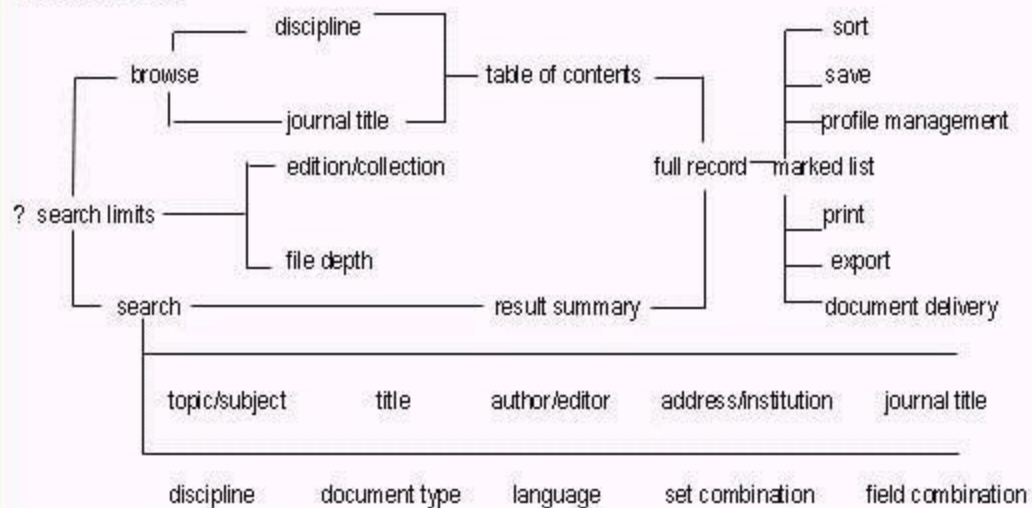 discipline
sort
browse
table of contents
save
journal title
profile management
edition/collection
full record
marked list
? search limits
print
file depth
export
search
result summary
document delivery
topic/subject title author/editor address/institution journal title
discipline document type language set combination field combination